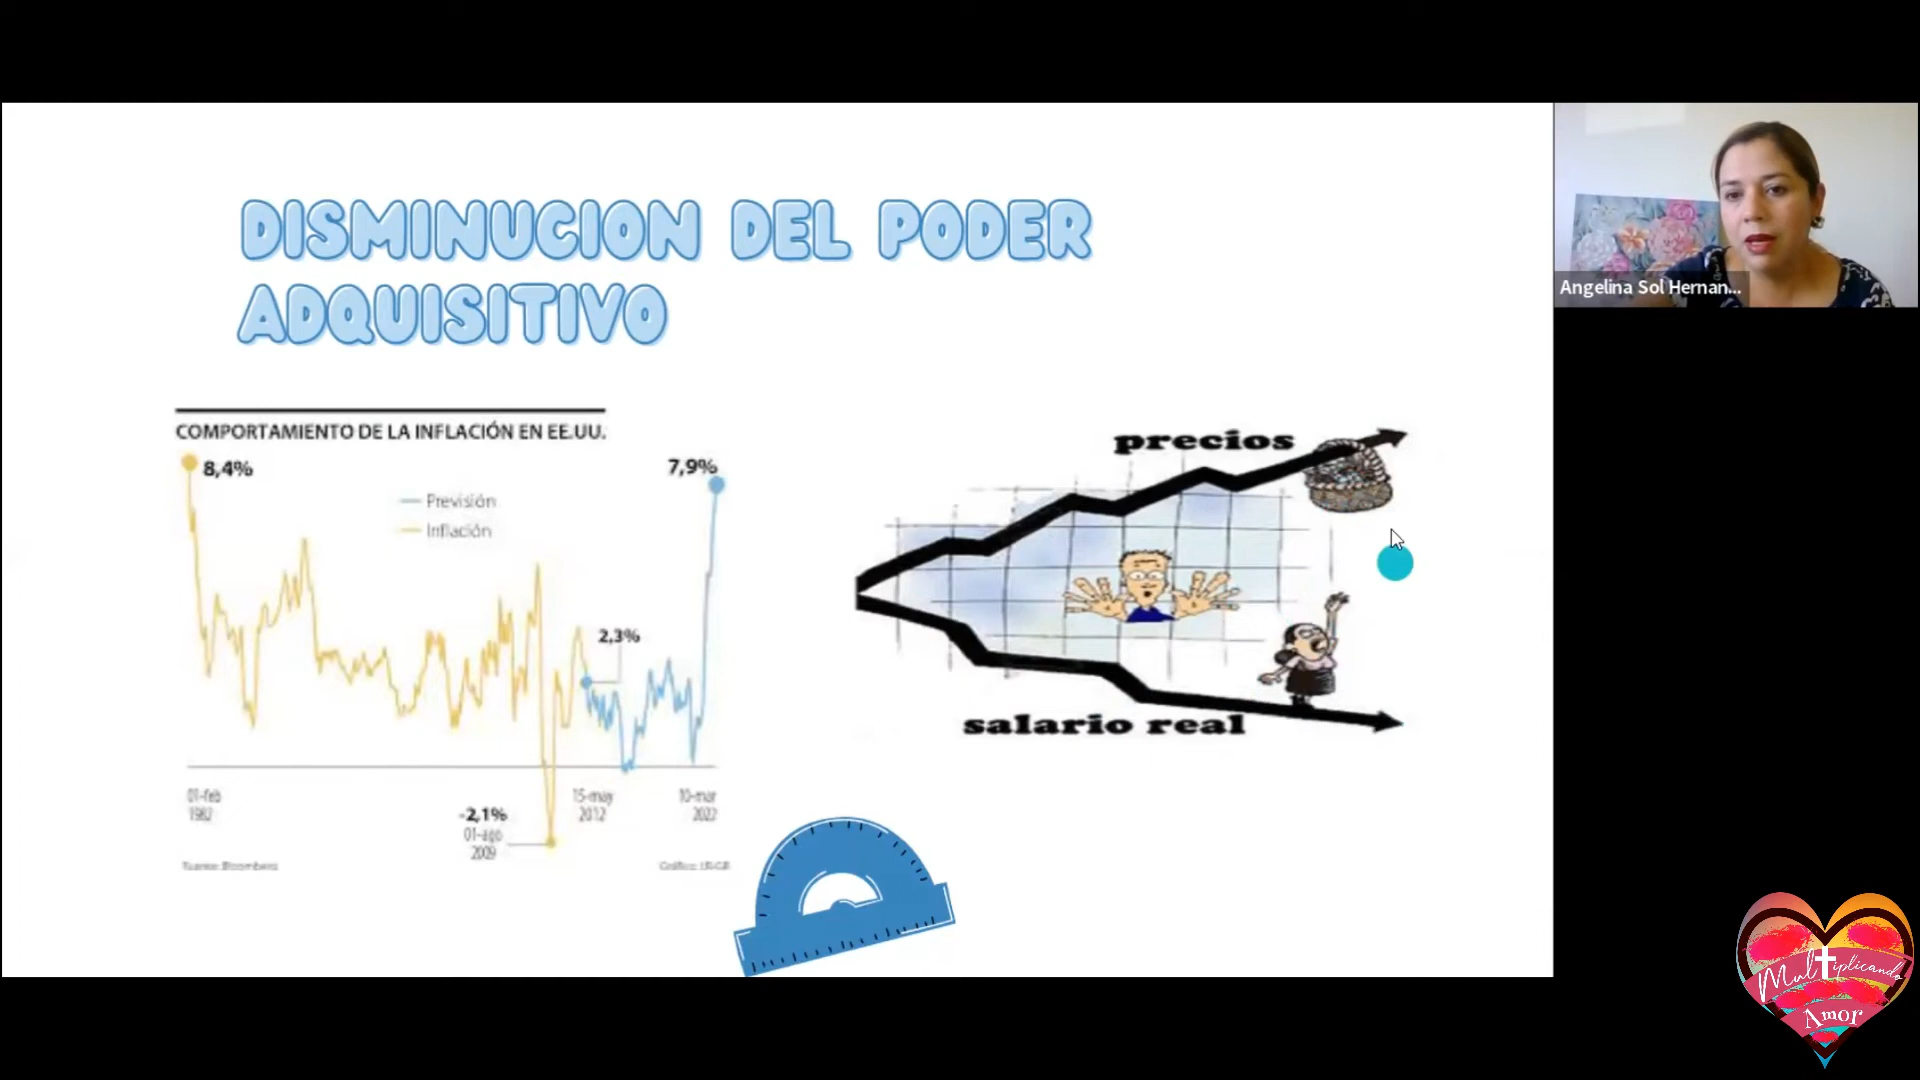 DISMINUCION DEL PODER
ADQUISITIVO
Angelina Sol Hernan...
COMPORTAMIENTO DE LA INFLACIÓN EN EE.UU.
8,4%
7,9%
Previsión
Inflación
2,3%
01-feb
1982
15-may
2012
10-mar
2022
-2,1%
01-ago
2009
Fuente: Bloomberg
precios
salario real
Multiplicando
Amor